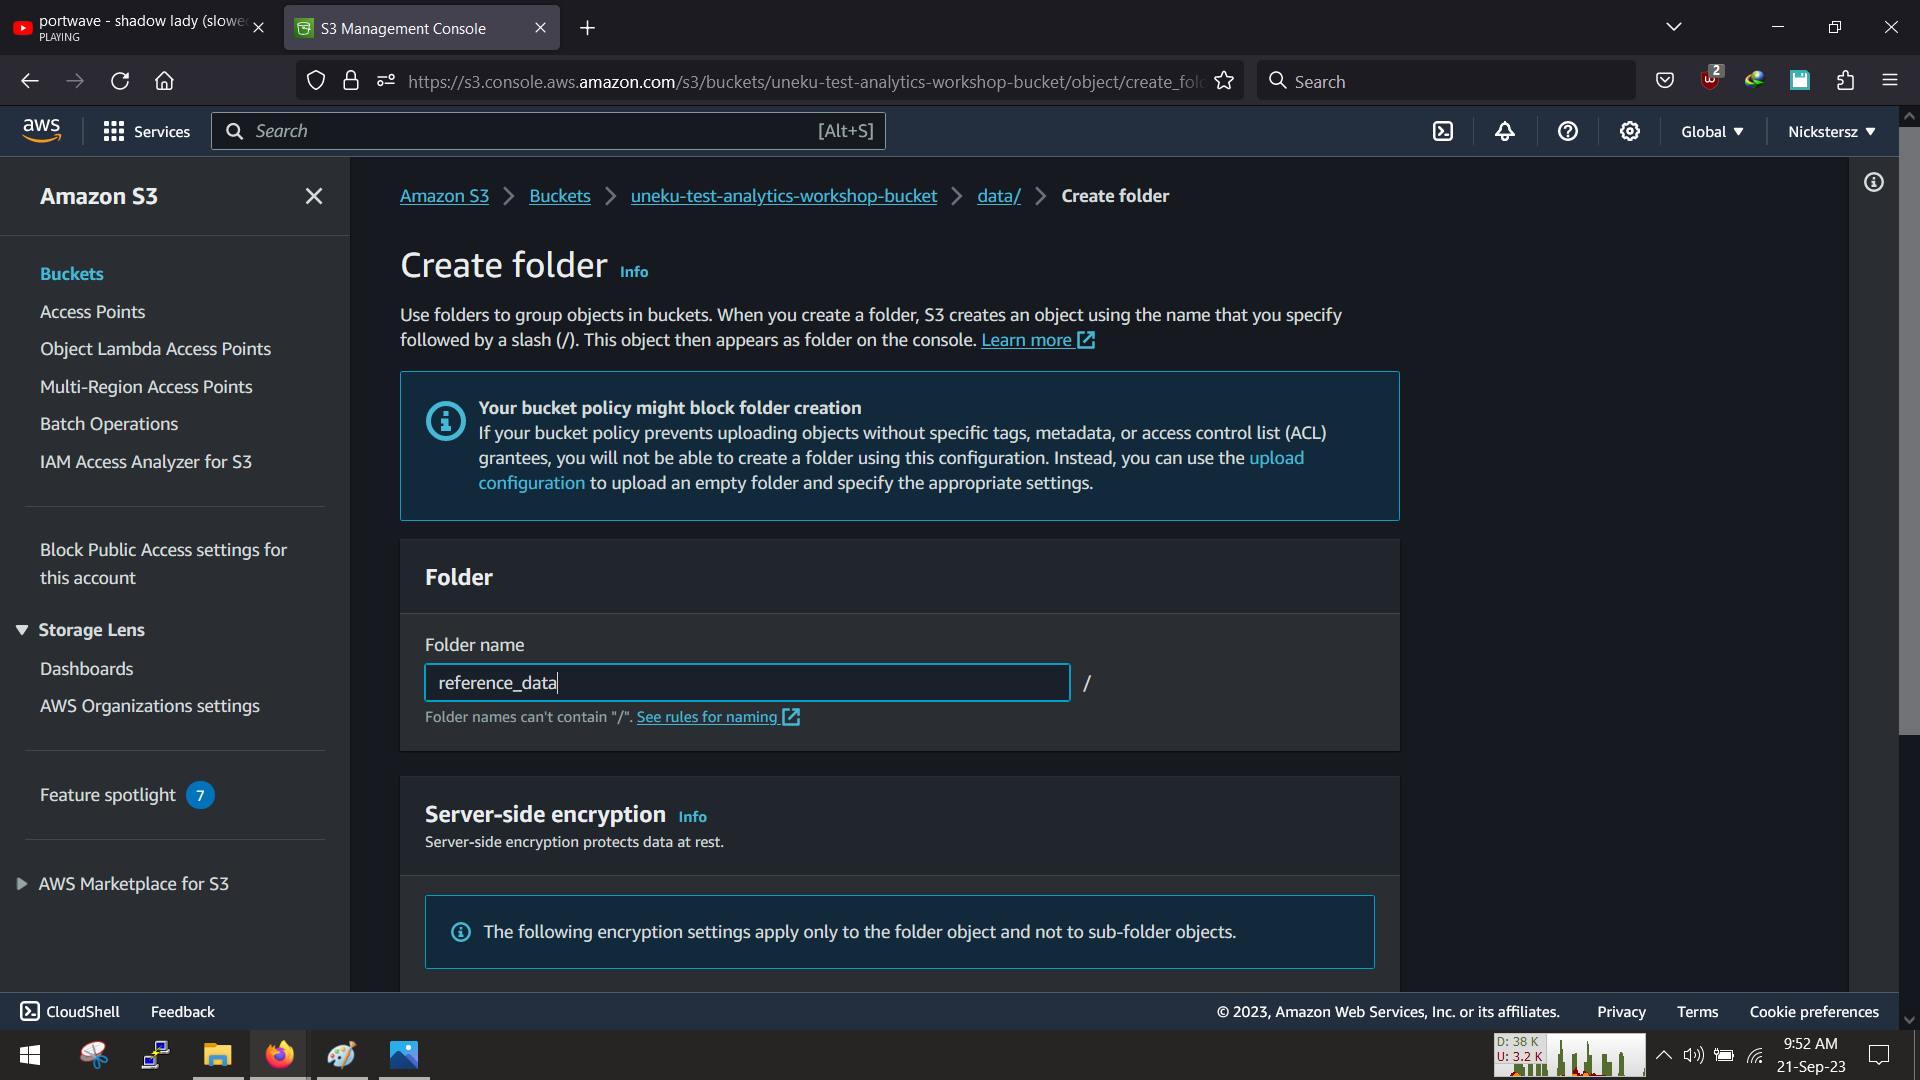 portwave - shadow lady (slowe
PLAYING
S3 Management Console
https://s3.console.aws.amazon.com/s3/buckets/uneku-test-analytics-workshop-bucket/object/create_fol
Search
2
aws
Services
Search
[Alt+S]
Global
Nickstersz
Amazon S3
Buckets
Access Points
Object Lambda Access Points
Multi-Region Access Points
Batch Operations
IAM Access Analyzer for S3
Block Public Access settings for
this account
Storage Lens
Dashboards
AWS Organizations settings
Feature spotlight 7
AWS Marketplace for S3
Amazon S3 > Buckets > uneku-test-analytics-workshop-bucket > data/ > Create folder
Create folder Info
Use folders to group objects in buckets. When you create a folder, S3 creates an object using the name that you specify
followed by a slash (/). This object then appears as folder on the console. Learn more
Your bucket policy might block folder creation
If your bucket policy prevents uploading objects without specific tags, metadata, or access control list (ACL)
grantees, you will not be able to create a folder using this configuration. Instead, you can use the upload
configuration to upload an empty folder and specify the appropriate settings.
Folder
Folder name
reference_data /
Folder names can't contain "/". See rules for naming
Server-side encryption Info
Server-side encryption protects data at rest.
The following encryption settings apply only to the folder object and not to sub-folder objects.
CloudShell
Feedback
© 2023, Amazon Web Services, Inc. or its affiliates.
Privacy
Terms
Cookie preferences
D: 38 K
U: 3.2 K
9:52 AM
21-Sep-23